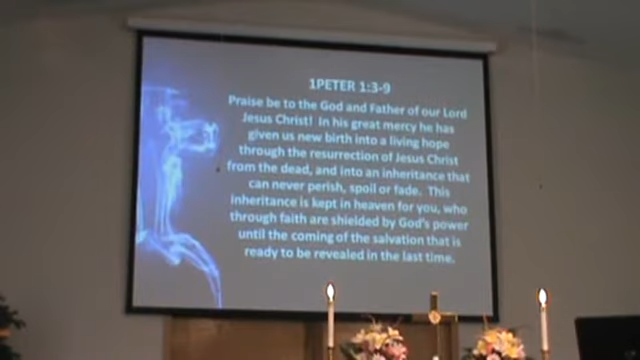 1PETER 1:3-9
Praise be to the God and Father of our Lord
Jesus Christ!  In his great mercy he has
given us new birth into a living hope
through the resurrection of Jesus Christ
from the dead, and into an inheritance that
can never perish, spoil or fade.  This
inheritance is kept in heaven for you, who
through faith are shielded by God's power
until the coming of the salvation that is
ready to be revealed in the last time.